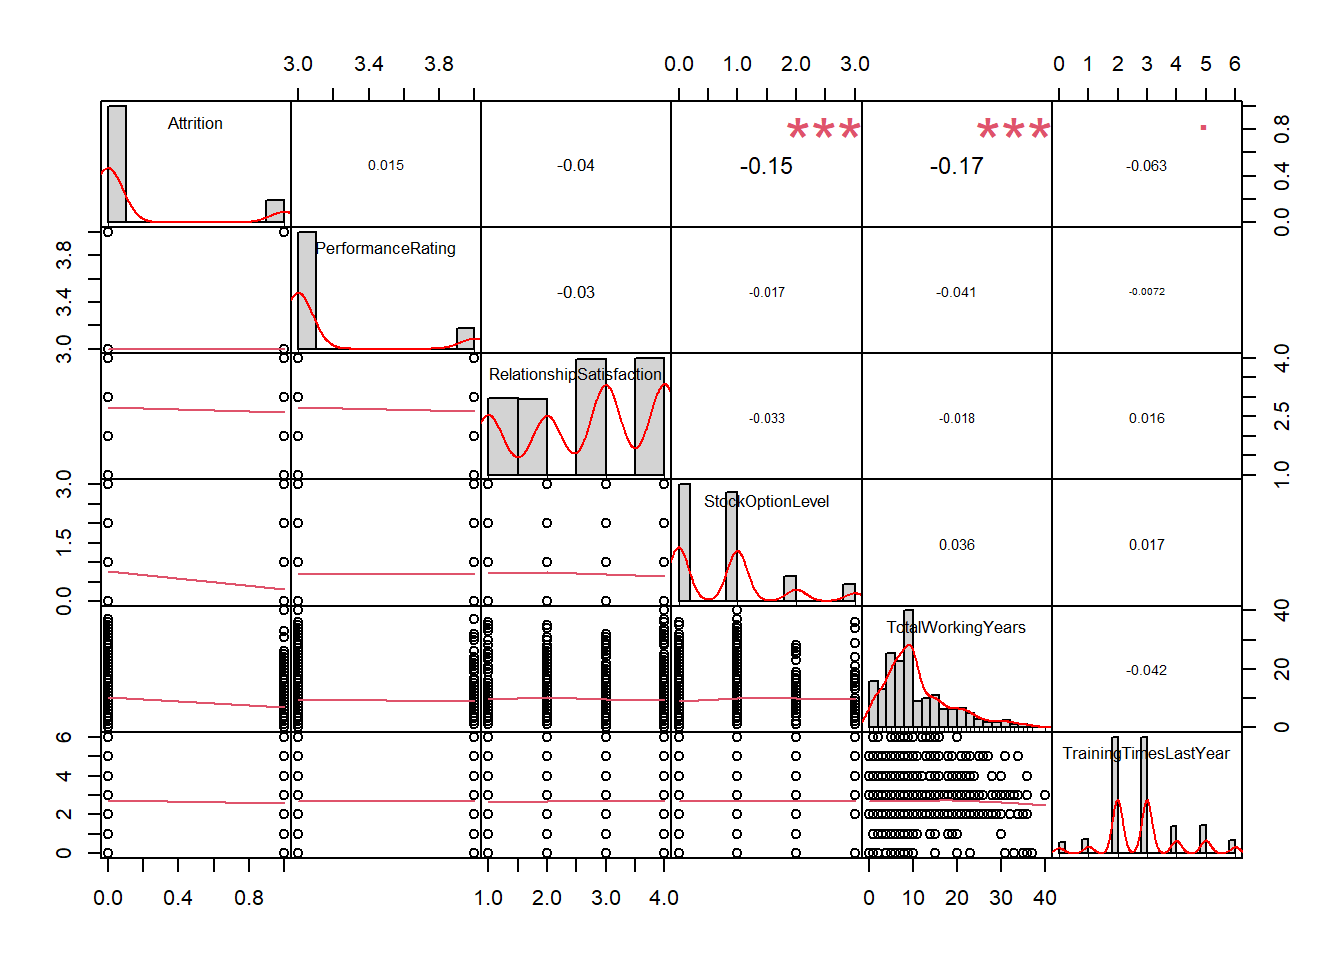 3.0 3.4 3.8 0.0 1.0 2.0 3.0 0 1 2 3 4 5 6
Attrition
*** *** .
0.015 -0.04 -0.15 -0.17 -0.063
0.0 0.4 0.8
3.0 3.4 3.8
PerformanceRating
-0.03 -0.017 -0.041 -0.0072
RelationshipSatisfaction
-0.033 -0.018 0.016
1.0 2.5 4.0
0.0 1.5 3.0
StockOptionLevel
0.036 0.017
TotalWorkingYears
-0.042
0 20 40
0 2 4 6
TrainingTimesLastYear
0.0 0.4 0.8 1.0 2.0 3.0 4.0 0 10 20 30 40